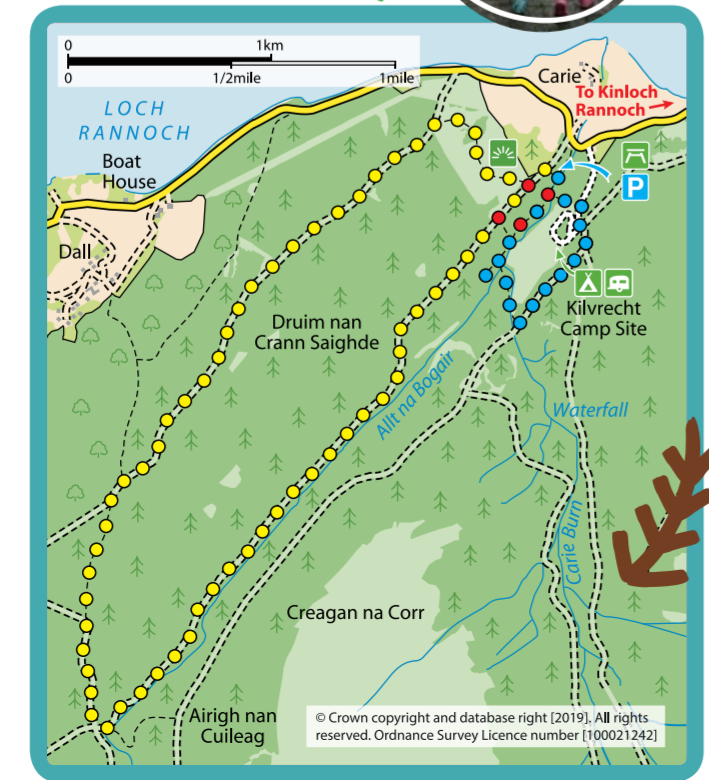 0 1km
0 1/2mile 1mile
Carie
To Kinloch
Rannoch
LOCH
RANNOCH
Boat
House
P
Dall
Druim nan
Crann Saighde
Kilvrecht
Camp Site
Allt na Bogair
Waterfall
Carie Burn
Creagan na Corr
Airigh nan
Cuileag
© Crown copyright and database right [2019]. All rights
reserved. Ordnance Survey Licence number [100021242]